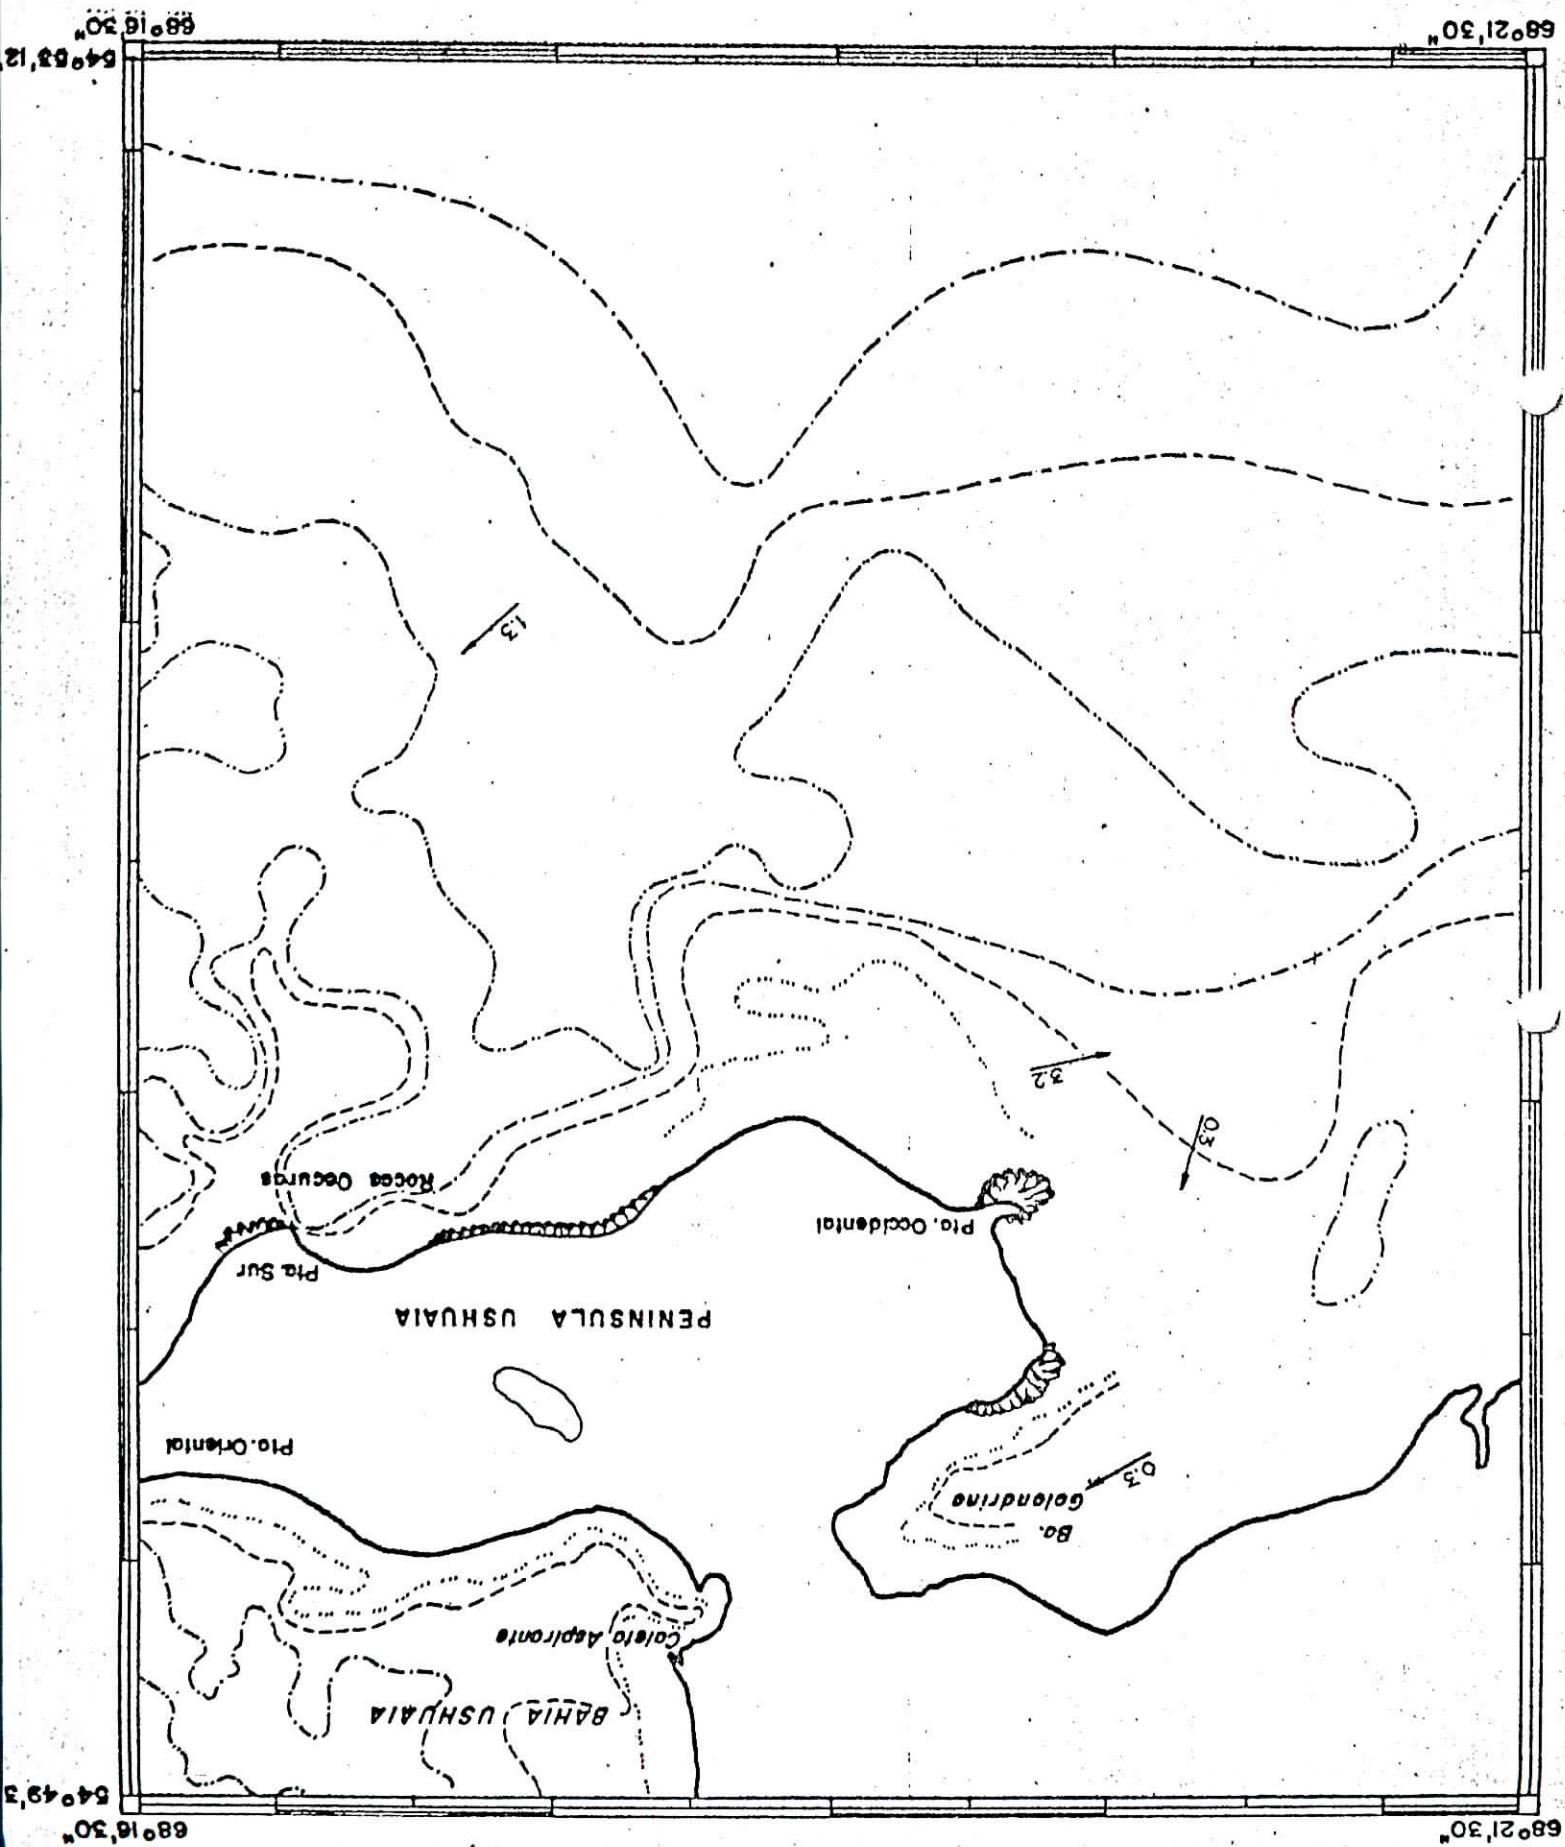 68°21'30"
68°16'30"
54°49'3
BAHIA USHUAIA
Caleta Aspirante
Ba.
Golondrina
0.3
Pta. Oriental
PENINSULA USHUAIA
Pta. Sur
Pta. Occidental
Rocas Oscuras
0.3
3.2
1.3
54°53'12
68°21'30"
68°16'30"